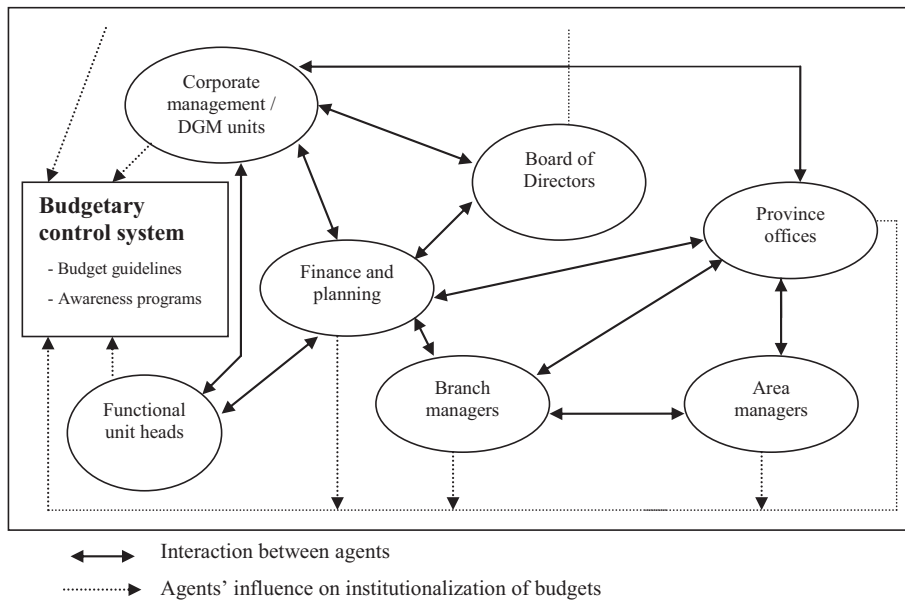 Corporate
management /
DGM units
Board of
Directors
Province
offices
Budgetary
control system
- Budget guidelines
- Awareness programs
Finance and
planning
Functional
unit heads
Branch
managers
Area
managers
Interaction between agents
Agents’ influence on institutionalization of budgets